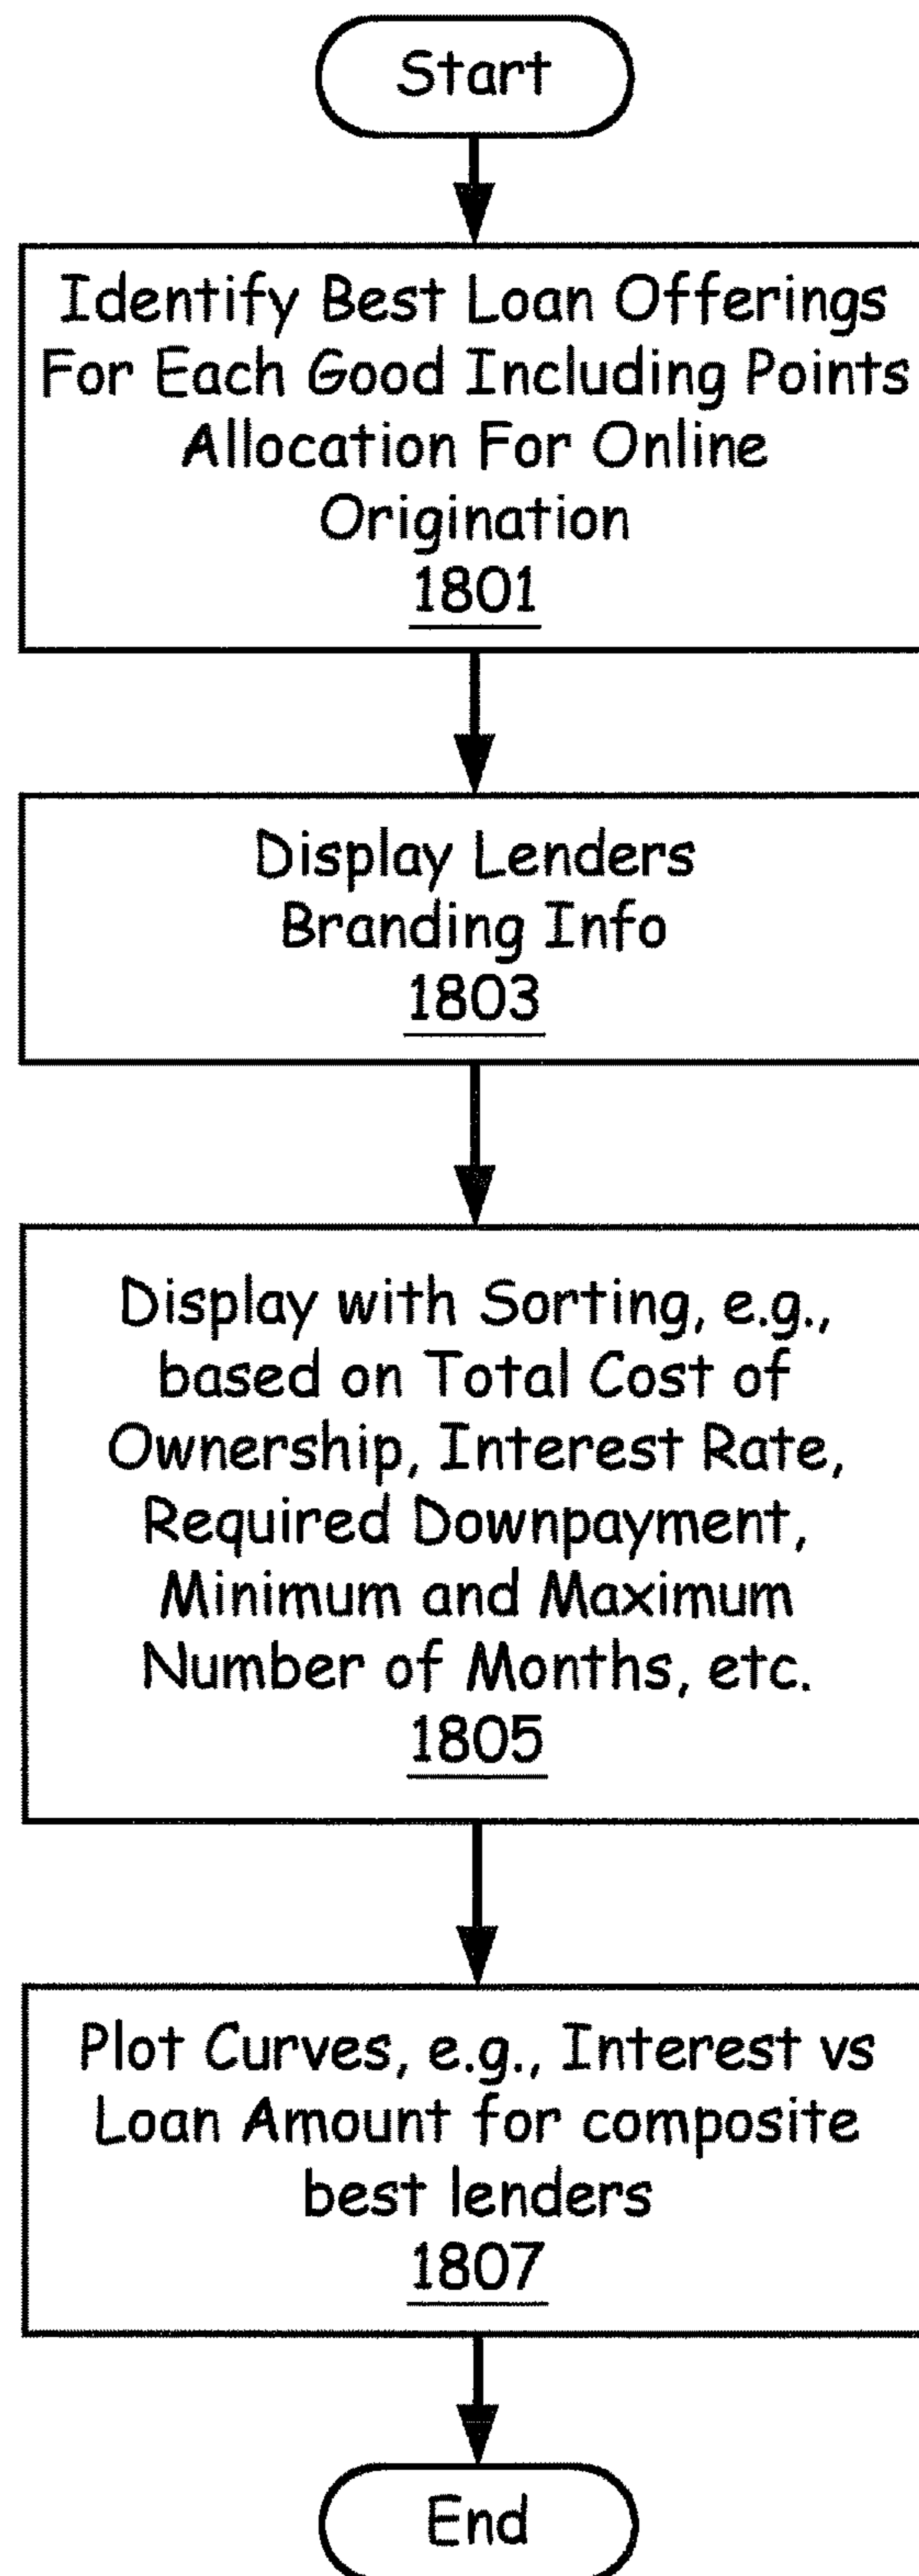 Start
Identify Best Loan Offerings
For Each Good Including Points
Allocation For Online
Origination
1801
Display Lenders
Branding Info
1803
Display with Sorting, e.g.,
based on Total Cost of
Ownership, Interest Rate,
Required Downpayment,
Minimum and Maximum
Number of Months, etc.
1805
Plot Curves, e.g., Interest vs
Loan Amount for composite
best lenders
1807
End